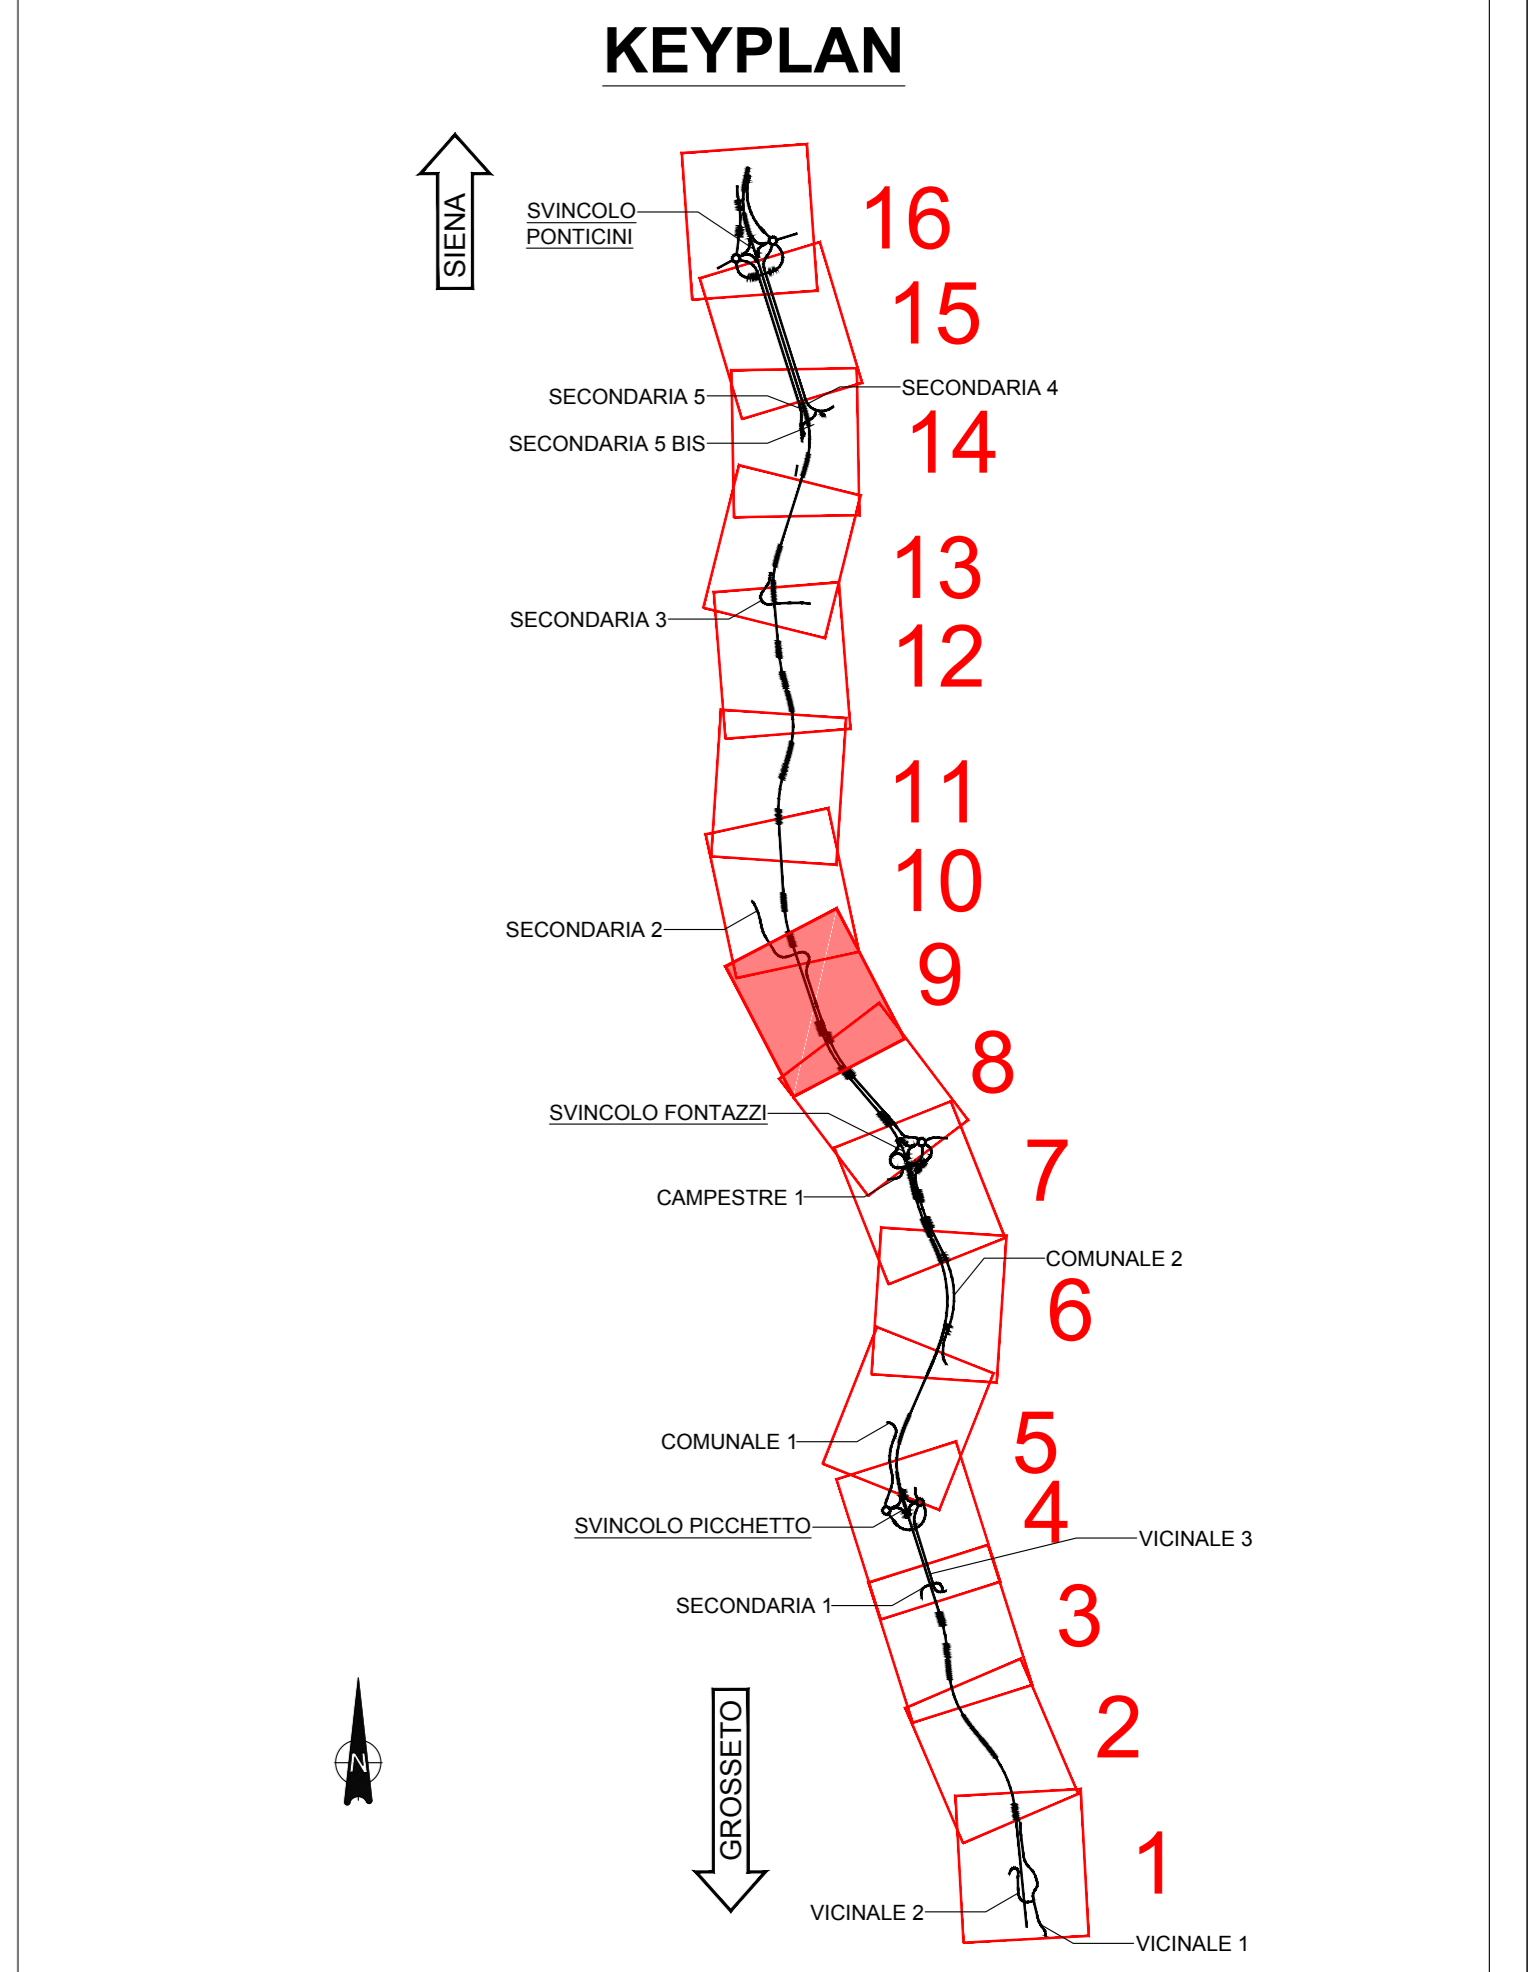 KEYPLAN
SIENA
SVINCOLO
PONTICINI
16
15
SECONDARIA 5
SECONDARIA 4
SECONDARIA 5 BIS
14
13
SECONDARIA 3
12
11
10
SECONDARIA 2
9
8
SVINCOLO FONTAZZI
7
CAMPESTRE 1
COMUNALE 2
6
COMUNALE 1
5
4
SVINCOLO PICCHETTO
VICINALE 3
SECONDARIA 1
3
2
GROSSETO
N
1
VICINALE 2
VICINALE 1